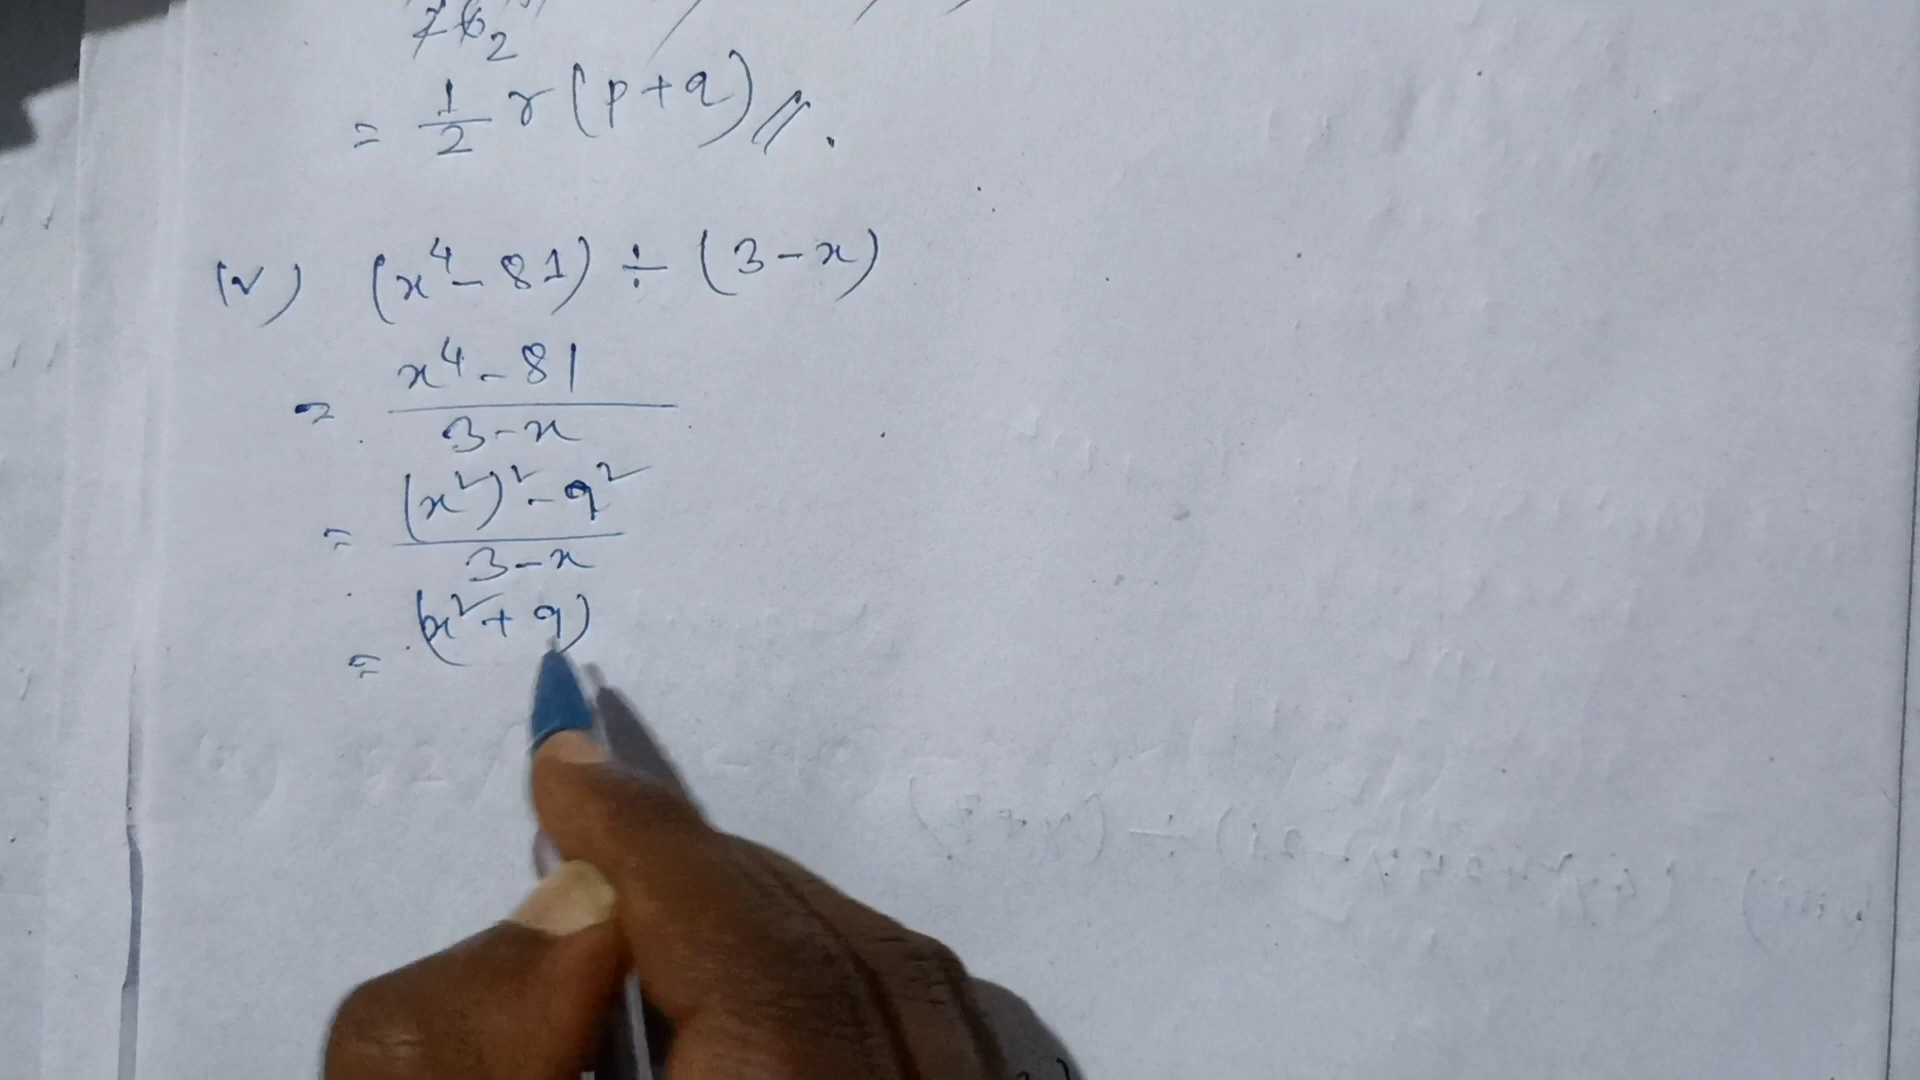 = 1/2 r (p+q) //.
(v) (x⁴ - 81) ÷ (3 - x)
= x⁴ - 81 / 3 - x
= (x²)² - 9² / 3 - x
= (x² + 9)